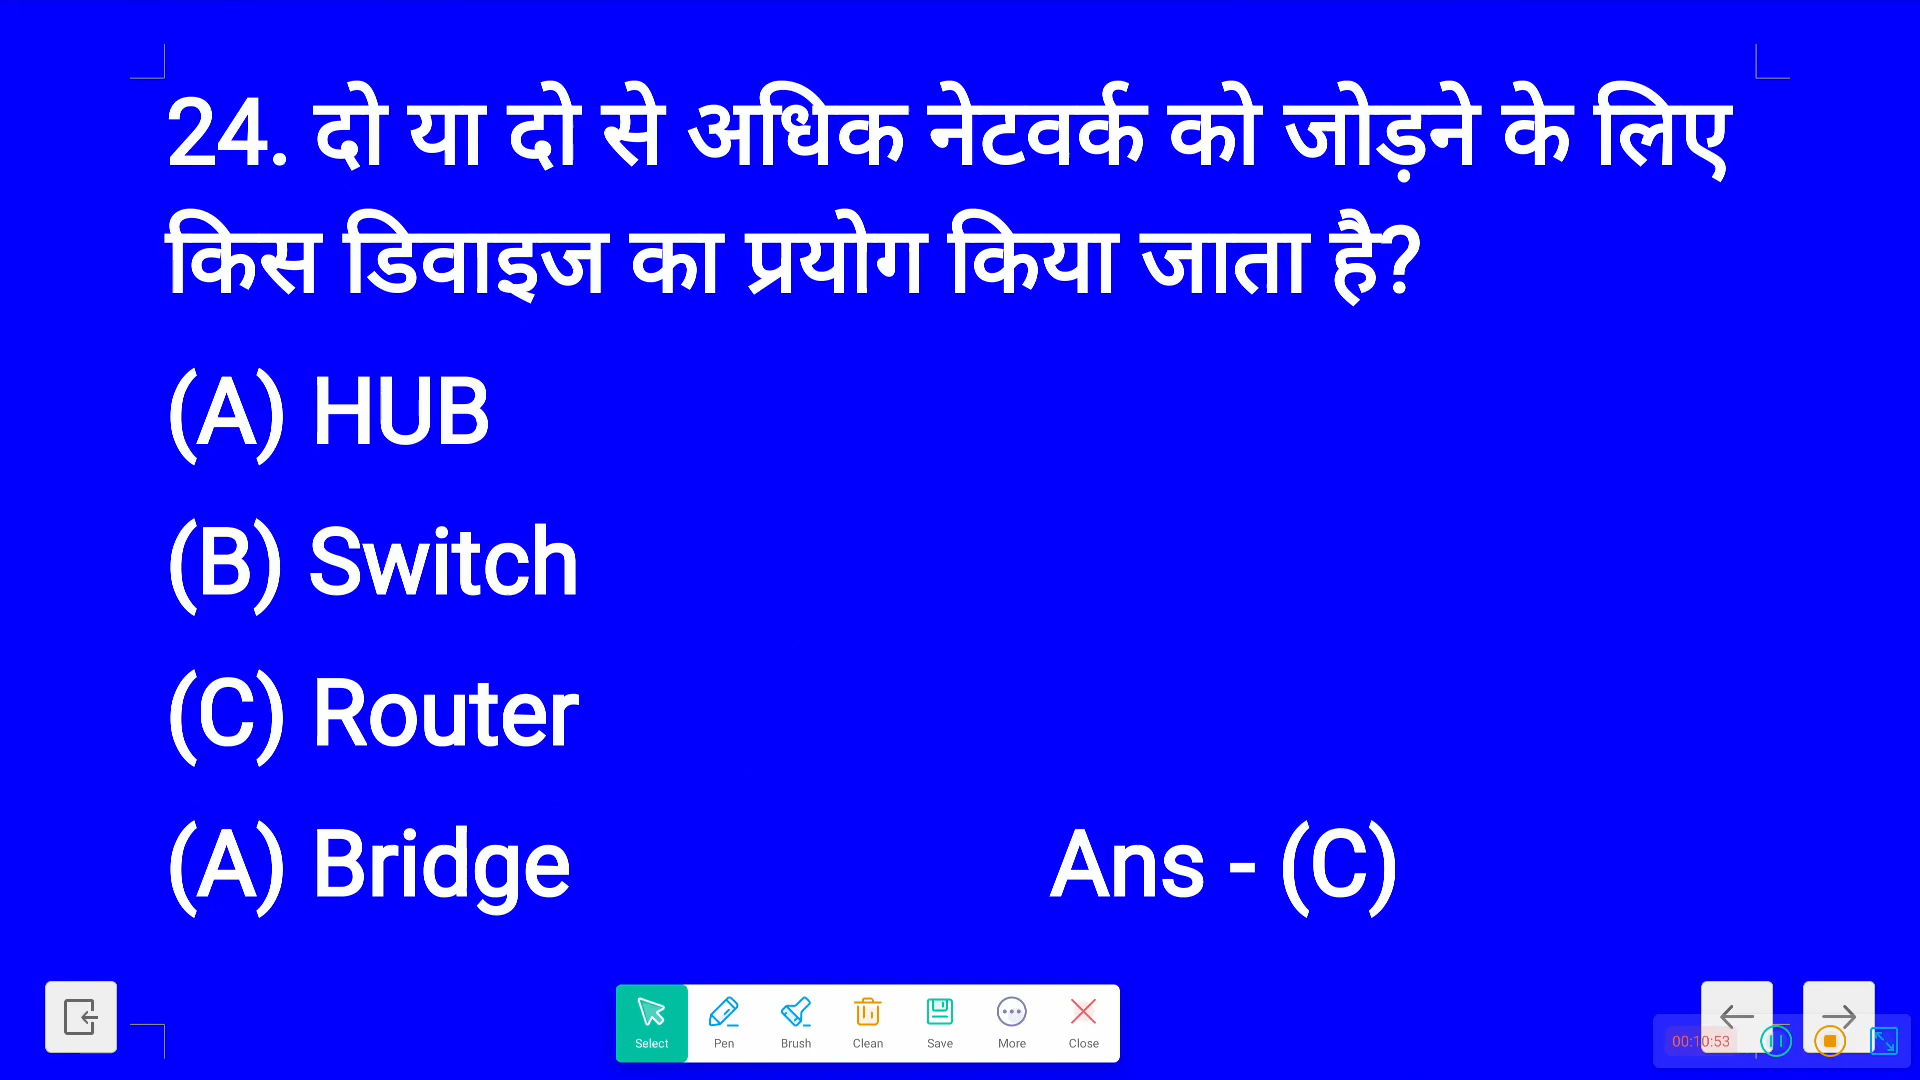 24. दो या दो से अधिक नेटवर्क को जोड़ने के लिए
किस डिवाइज का प्रयोग किया जाता है?
(A) HUB
(B) Switch
(C) Router
(A) Bridge Ans - (C)
Select Pen Brush Clean Save More Close
00:10:53